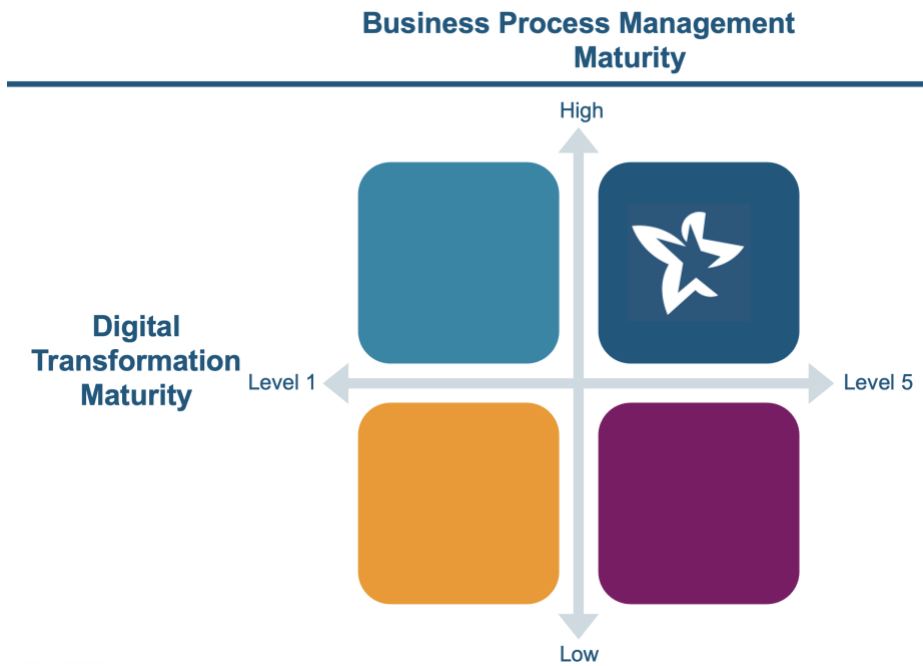 Business Process Management
Maturity
High
Digital
Transformation
Maturity
Level 1
Level 5
Low